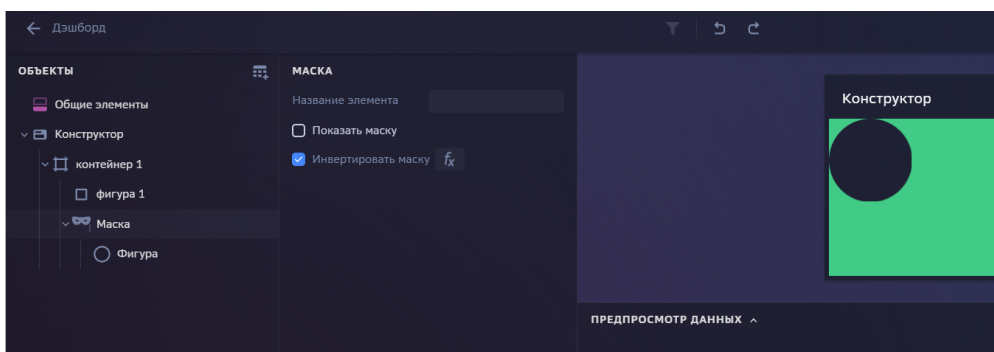 Дэшборд
ОБЪЕКТЫ
Общие элементы
Конструктор
контейнер 1
фигура 1
Маска
Фигура
МАСКА
Название элемента
Показать маску
Инвертировать маску fx
Конструктор
ПРЕДПРОСМОТР ДАННЫХ